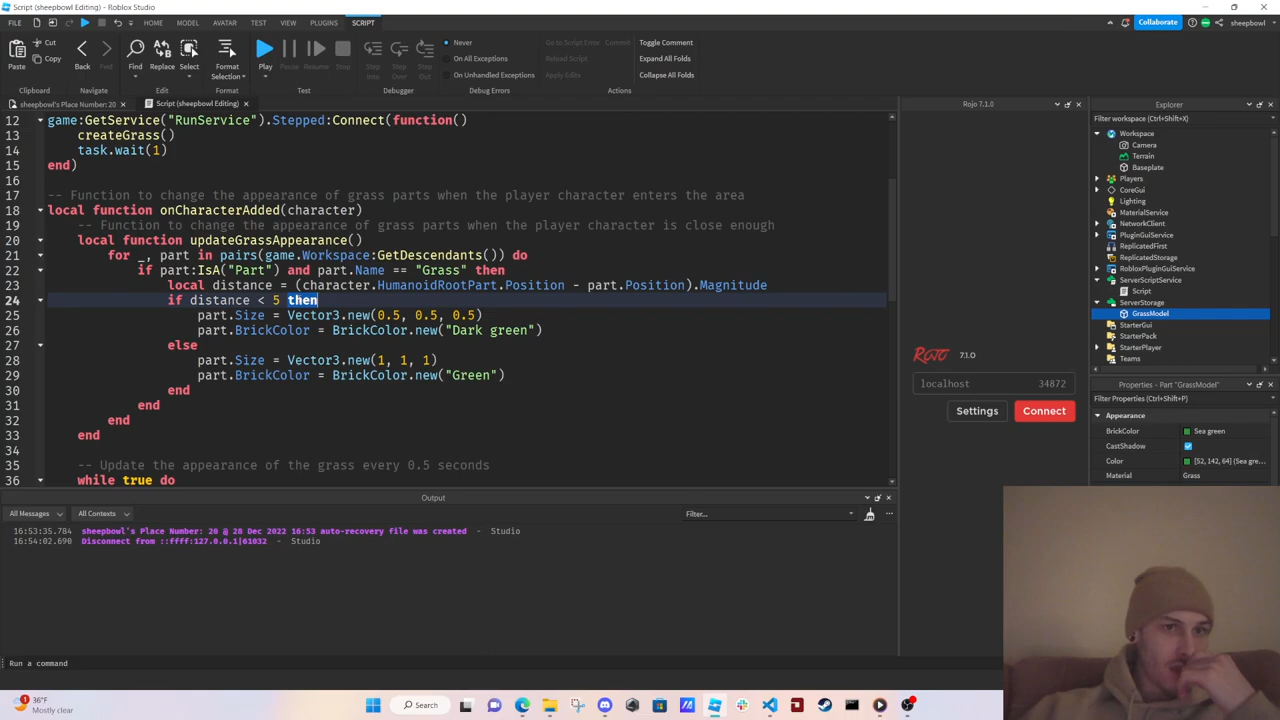 Script (sheepbowl Editing) - Roblox Studio
FILE HOME MODEL AVATAR TEST VIEW PLUGINS SCRIPT Collaborate sheepbowl
Paste Cut Copy Back Forward Find Replace Select Format Selection Play Pause Resume Stop Step Into Step Over Step Out Never On All Exceptions On Unhandled Exceptions Go to Script Error Commit Reload Script Apply Edits Toggle Comment Expand All Folds Collapse All Folds
Clipboard Navigate Edit Format Test Debugger Debug Errors Actions
sheepbowl's Place Number: 20 × Script (sheepbowl Editing) ×
12 game:GetService("RunService").Stepped:Connect(function()
13 createGrass()
14 task.wait(1)
15 end)
16
17 -- Function to change the appearance of grass parts when the player character enters the area
18 local function onCharacterAdded(character)
19 -- Function to change the appearance of grass parts when the player character is close enough
20 local function updateGrassAppearance()
21 for _, part in pairs(game.Workspace:GetDescendants()) do
22 if part:IsA("Part") and part.Name == "Grass" then
23 local distance = (character.HumanoidRootPart.Position - part.Position).Magnitude
24 if distance < 5 then
25 part.Size = Vector3.new(0.5, 0.5, 0.5)
26 part.BrickColor = BrickColor.new("Dark green")
27 else
28 part.Size = Vector3.new(1, 1, 1)
29 part.BrickColor = BrickColor.new("Green")
30 end
31 end
32 end
33 end
34
35 -- Update the appearance of the grass every 0.5 seconds
36 while true do
Rojo 7.1.0
ROJO 7.1.0
localhost 34872
Settings Connect
Explorer
Filter workspace (Ctrl+Shift+X)
Workspace
Camera
Terrain
Baseplate
Players
CoreGui
Lighting
MaterialService
NetworkClient
PluginGuiService
ReplicatedFirst
ReplicatedStorage
RobloxPluginGuiService
ServerScriptService
Script
ServerStorage
GrassModel
StarterGui
StarterPack
StarterPlayer
Teams
Properties - Part "GrassModel"
Filter Properties (Ctrl+Shift+P)
Appearance
BrickColor Sea green
CastShadow
Color [52, 142, 64] (Sea gre...
Material Grass
Output
All Messages All Contexts Filter...
16:53:35.784 sheepbowl's Place Number: 20 @ 28 Dec 2022 16:53 auto-recovery file was created - Studio
16:54:02.690 Disconnect from ::ffff:127.0.0.1|61032 - Studio
Run a command
36°F
Mostly clear
Search